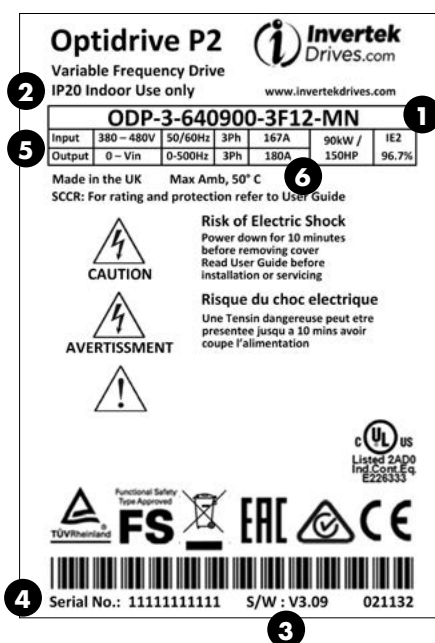 Optidrive P2
Invertek
Drives.com
Variable Frequency Drive
2 IP20 Indoor Use only
www.invertekdrives.com
ODP-3-640900-3F12-MN 1
5 Input 380 – 480V 50/60Hz 3Ph 167A 90kW / 150HP IE2 96.7%
Output 0 – Vin 0-500Hz 3Ph 180A
Made in the UK Max Amb, 50° C 6
SCCR: For rating and protection refer to User Guide
CAUTION
Risk of Electric Shock
Power down for 10 minutes
before removing cover
Read User Guide before
installation or servicing
AVERTISSMENT
Risque du choc electrique
Une Tensin dangereuse peut etre
presentee jusqu a 10 mins avoir
coupe l'alimentation
c UL us
Listed 2AD0
Ind.Cont.Eq.
E226333
TÜVRheinland
Functional Safety
Type Approved
FS
EAC
CE
4 Serial No.: 11111111111 S/W : V3.09 021132
3